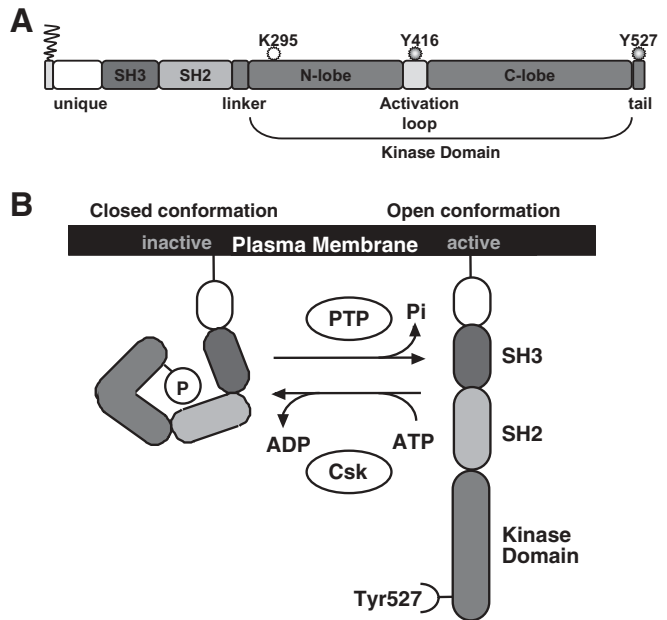 A
K295 Y416 Y527
SH3 SH2 N-lobe C-lobe
unique linker Activation tail
loop
Kinase Domain
B
Closed conformation Open conformation
inactive Plasma Membrane active
PTP Pi
SH3
P
ADP ATP SH2
Csk
Kinase
Domain
Tyr527